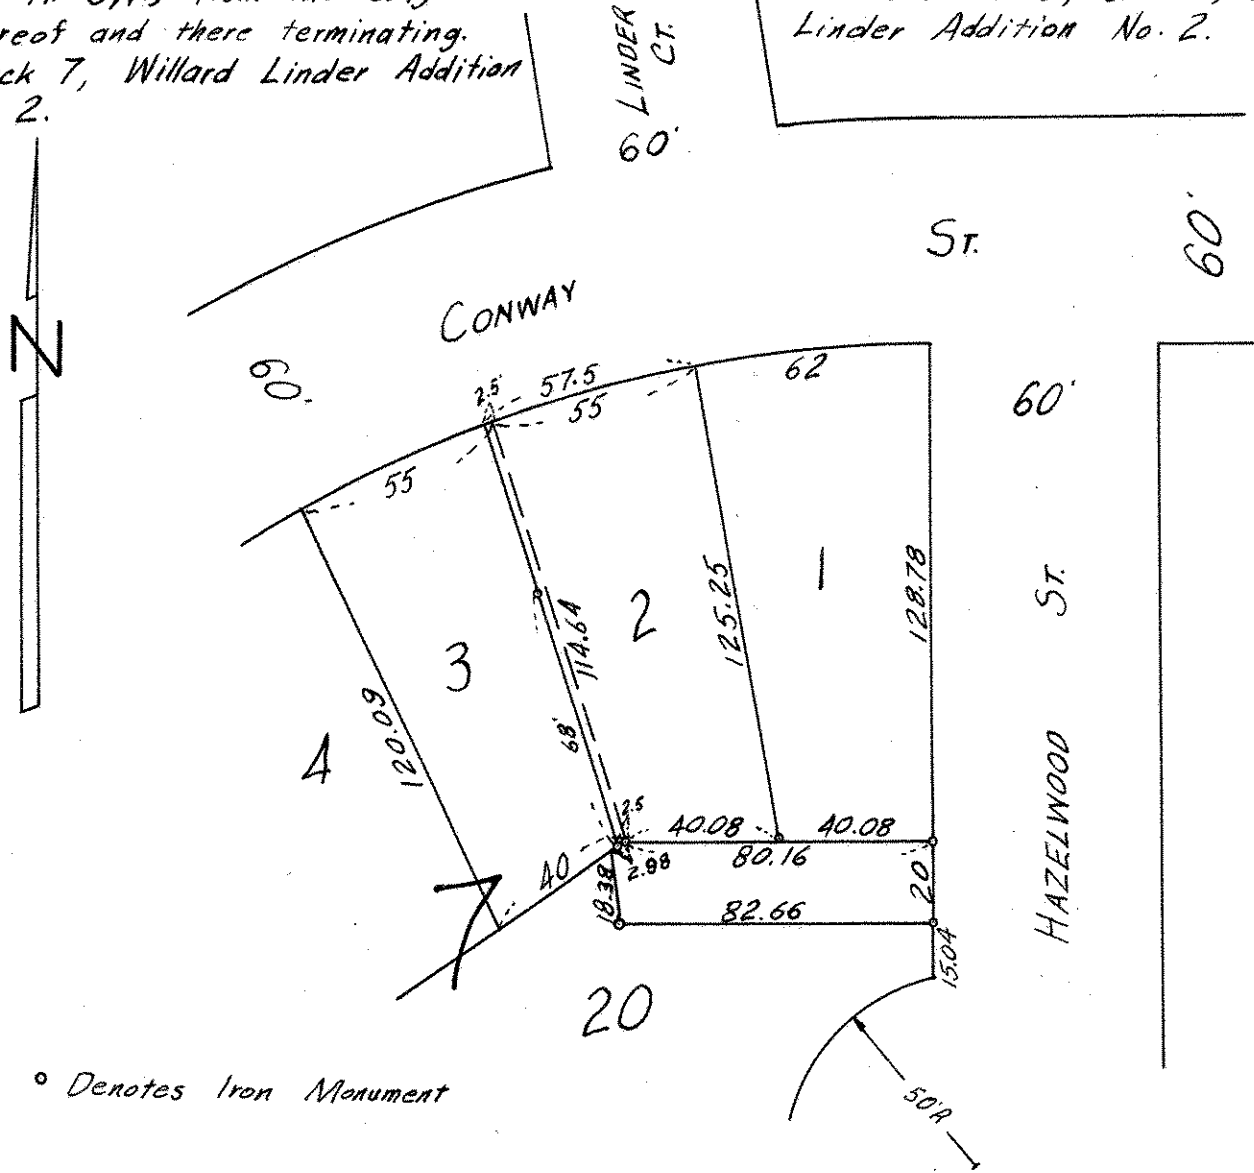 reof and there terminating.
ck 7, Willard Linder Addition
2.
Linder Addition No. 2.
LINDER
CT.
60'
ST.
60'
CONWAY
N
60'
2.5'
57.5
55
62
60'
55
114.64
2
125.25
1
128.78
ST.
3
68'
120.09
4
HAZELWOOD
2.5
40.08
40.08
2.98
80.16
20
40
7
18.38
82.66
15.04
20
50'R
Denotes Iron Monument